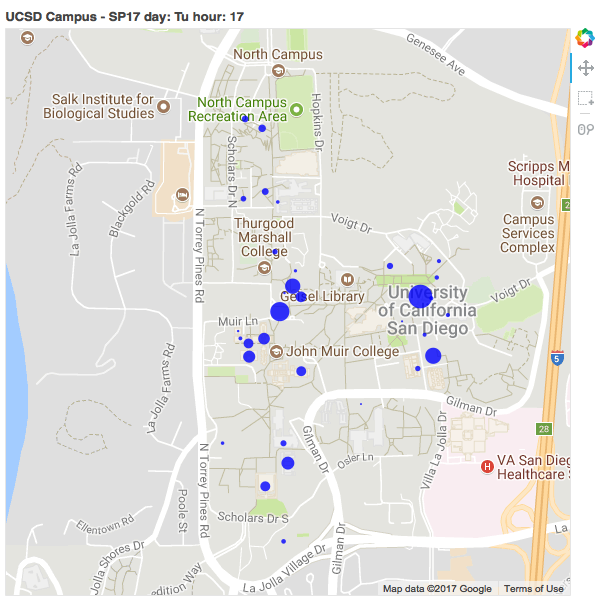 UCSD Campus - SP17 day: Tu hour: 17
Genesee Ave
North Campus
Salk Institute for
Biological Studies
North Campus
Recreation Area
Hopkins Dr
Scholars Dr N
Scripps M
Hospital
La Jolla Farms Rd
Blackgold Rd
2
Campus
Services
Complex
N Torrey Pines Rd
Voigt Dr
Thurgood
Marshall
College
Voigt Dr
Geisel Library
University
of California
San Diego
Muir Ln
John Muir College
5
La Jolla Farms Rd
Gilman Dr
28
Gilman Dr
Villa La Jolla Dr
N Torrey Pines Rd
Osler Ln
H
VA San Dieg
Healthcare S
Poole St
Ellentown Rd
Scholars Dr S
La
Gilman Dr
La Jolla Shores Dr
La Jolla Village Dr
edition Way
Map data ©2017 Google
Terms of Use